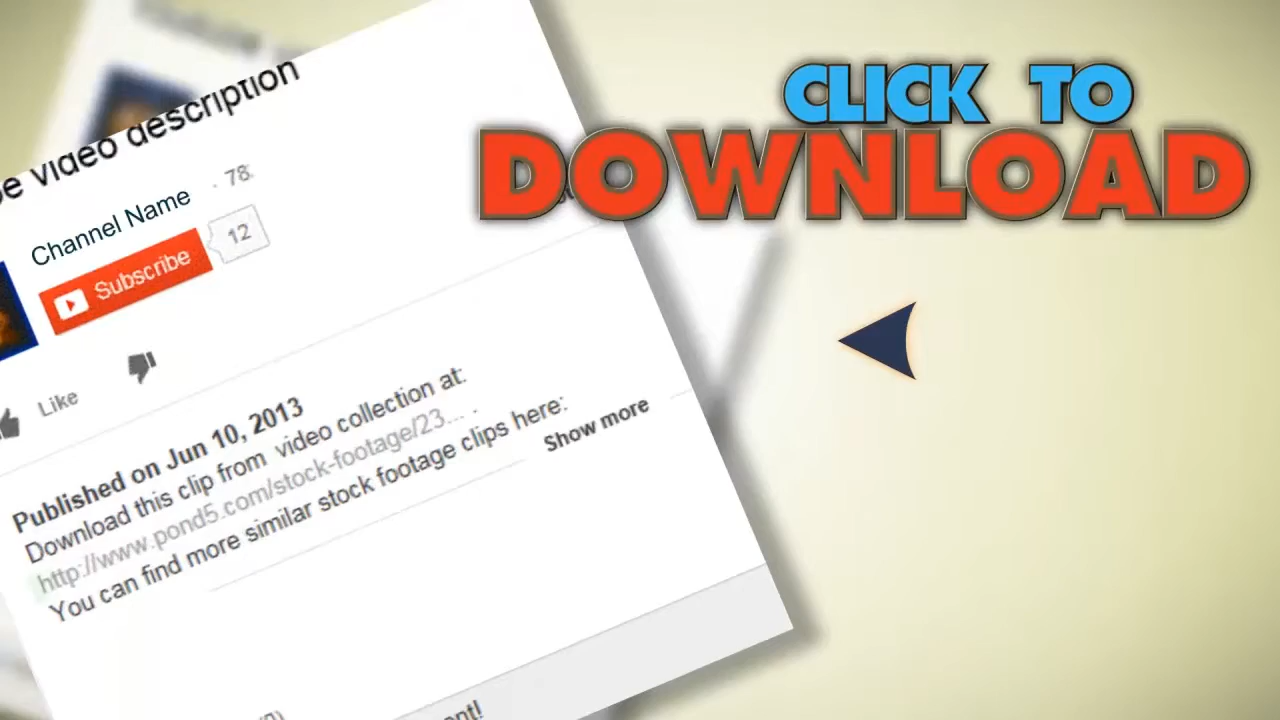 CLICK TO
DOWNLOAD
video description
Channel Name
78
Subscribe
12
Like
Published on Jun 10, 2013
Download this clip from video collection at:
http://www.pond5.com/stock-footage/23...
You can find more similar stock footage clips here:
Show more